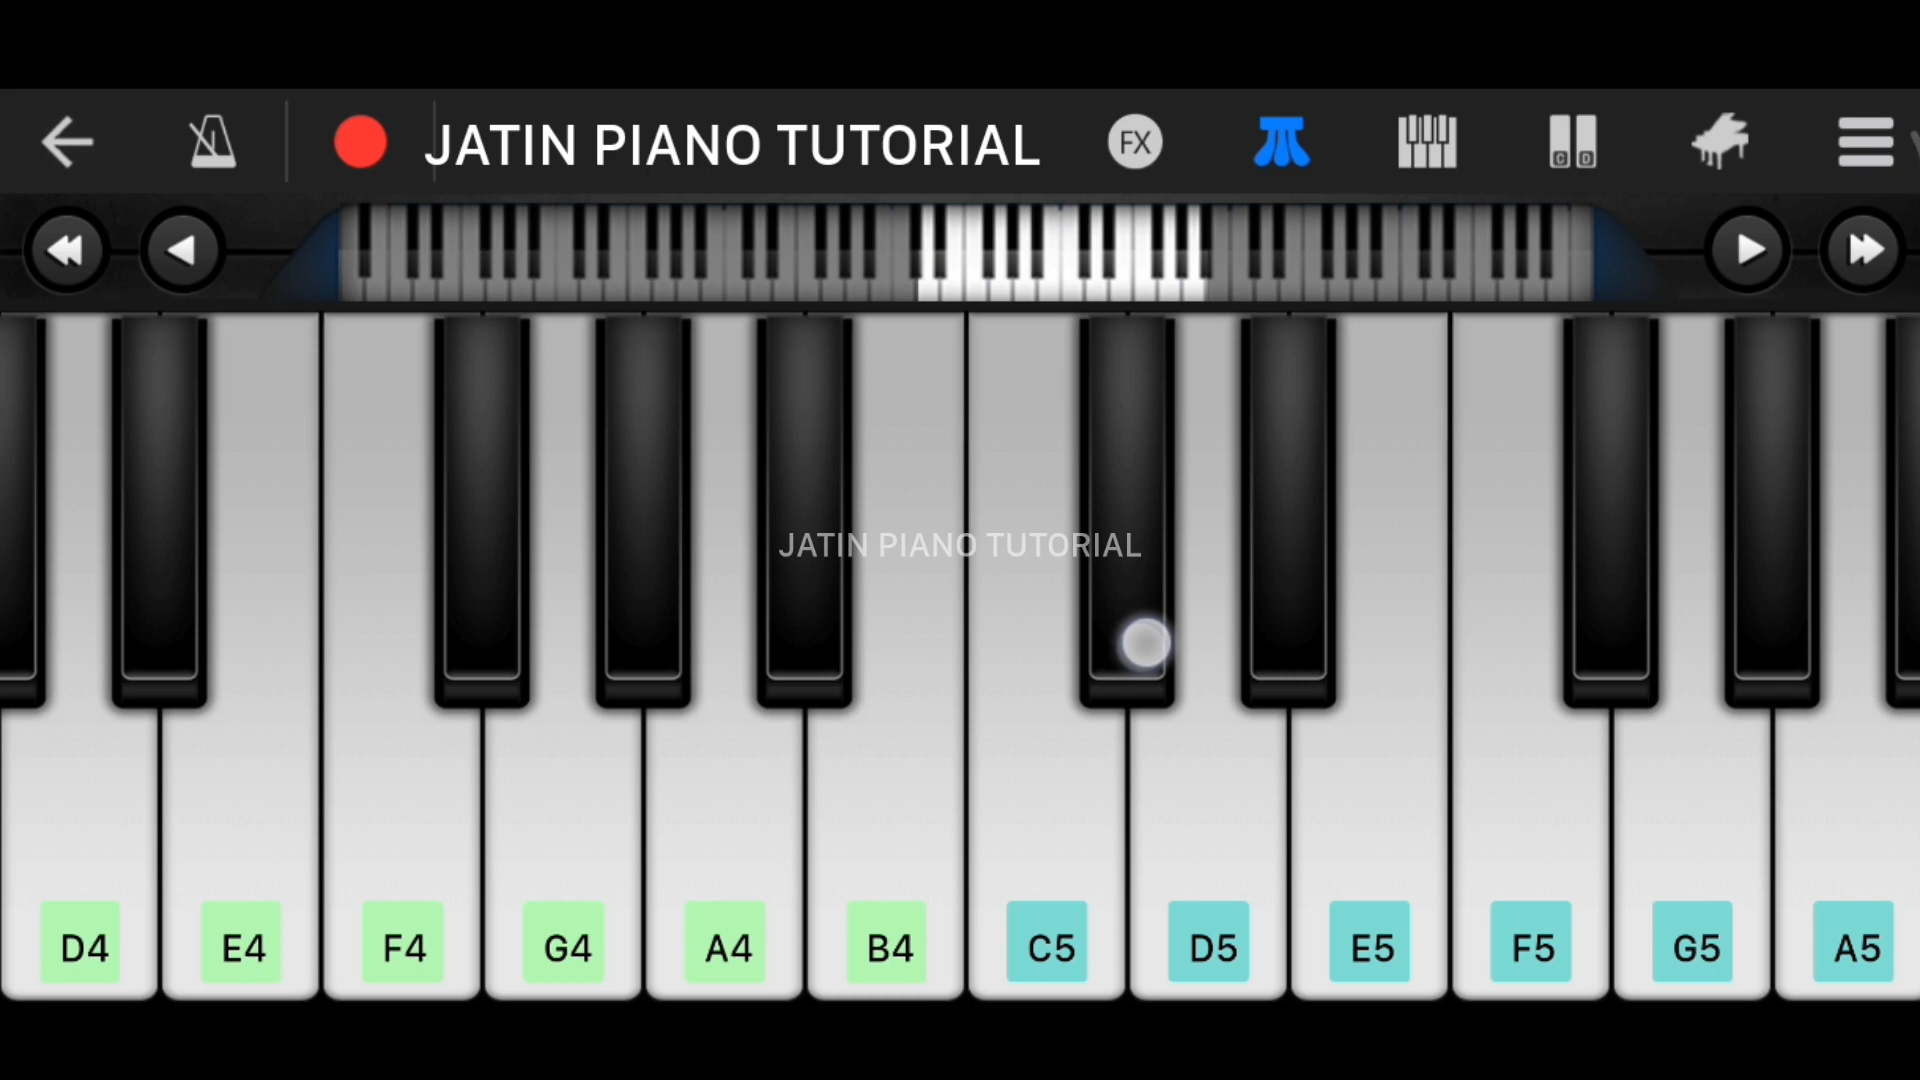 JATIN PIANO TUTORIAL
FX
C D
JATIN PIANO TUTORIAL
D4 E4 F4 G4 A4 B4 C5 D5 E5 F5 G5 A5